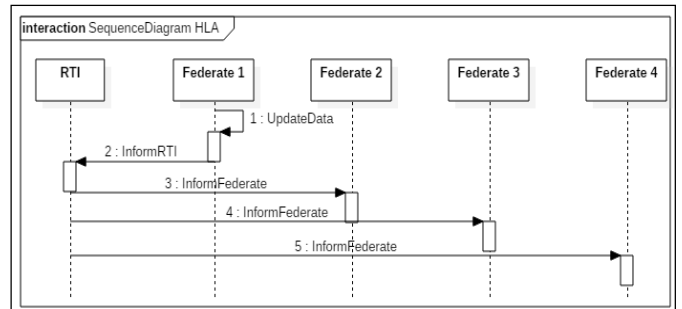 interaction SequenceDiagram HLA
RTI
Federate 1
Federate 2
Federate 3
Federate 4
1 : UpdateData
2 : InformRTI
3 : InformFederate
4 : InformFederate
5 : InformFederate